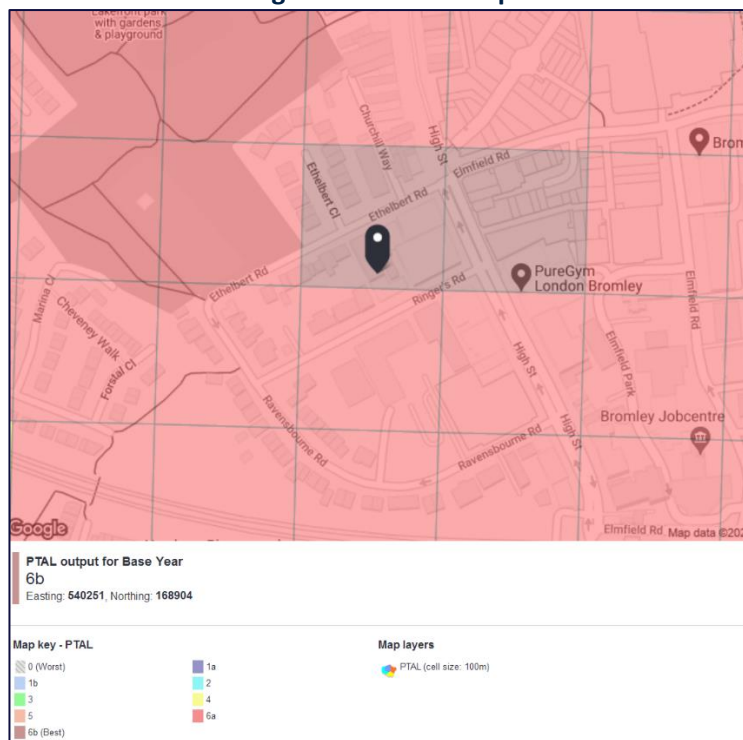 Lakefront park
with gardens
& playground
Churchill Way
High St
Elmfield Rd
Brom
Ethelbert Cl
Ethelbert Rd
PureGym
London Bromley
Ethelbert Rd
Ringer's Rd
Elmfield Rd
Marina Cl
Cheveney Walk
Forstal Cl
High St
Elmfield Park
Bromley Jobcentre
Ravensbourne Rd
High St
Ravensbourne Rd
Google
Elmfield Rd
Map data ©202
PTAL output for Base Year
6b
Easting: 540251, Northing: 168904
Map key - PTAL
Map layers
0 (Worst)
1a
PTAL (cell size: 100m)
1b
2
3
4
5
6a
6b (Best)